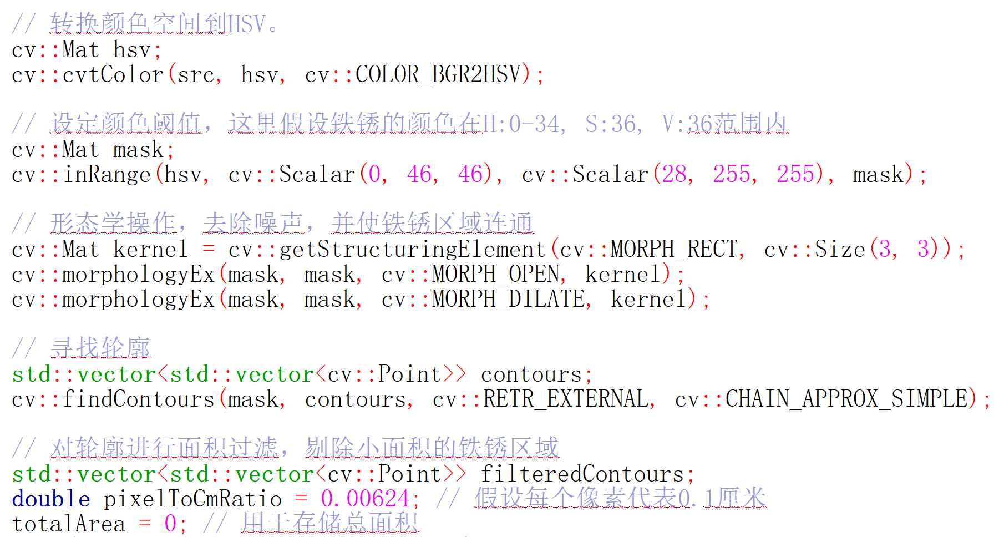 // 转换颜色空间到HSV。
cv::Mat hsv;
cv::cvtColor(src, hsv, cv::COLOR_BGR2HSV);
// 设定颜色阈值，这里假设铁锈的颜色在H:0-34, S:36, V:36范围内
cv::Mat mask;
cv::inRange(hsv, cv::Scalar(0, 46, 46), cv::Scalar(28, 255, 255), mask);
// 形态学操作，去除噪声，并使铁锈区域连通
cv::Mat kernel = cv::getStructuringElement(cv::MORPH_RECT, cv::Size(3, 3));
cv::morphologyEx(mask, mask, cv::MORPH_OPEN, kernel);
cv::morphologyEx(mask, mask, cv::MORPH_DILATE, kernel);
// 寻找轮廓
std::vector<std::vector<cv::Point>> contours;
cv::findContours(mask, contours, cv::RETR_EXTERNAL, cv::CHAIN_APPROX_SIMPLE);
// 对轮廓进行面积过滤，剔除小面积的铁锈区域
std::vector<std::vector<cv::Point>> filteredContours;
double pixelToCmRatio = 0.00624; // 假设每个像素代表0.1厘米
totalArea = 0; // 用于存储总面积